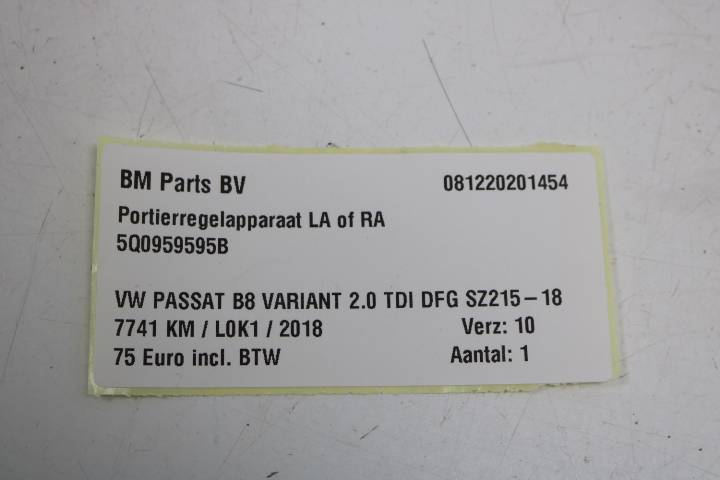 BM Parts BV 081220201454
Portierregelapparaat LA of RA
5Q0959595B
VW PASSAT B8 VARIANT 2.0 TDI DFG SZ215-18
7741 KM / L0K1 / 2018 Verz: 10
75 Euro incl. BTW Aantal: 1